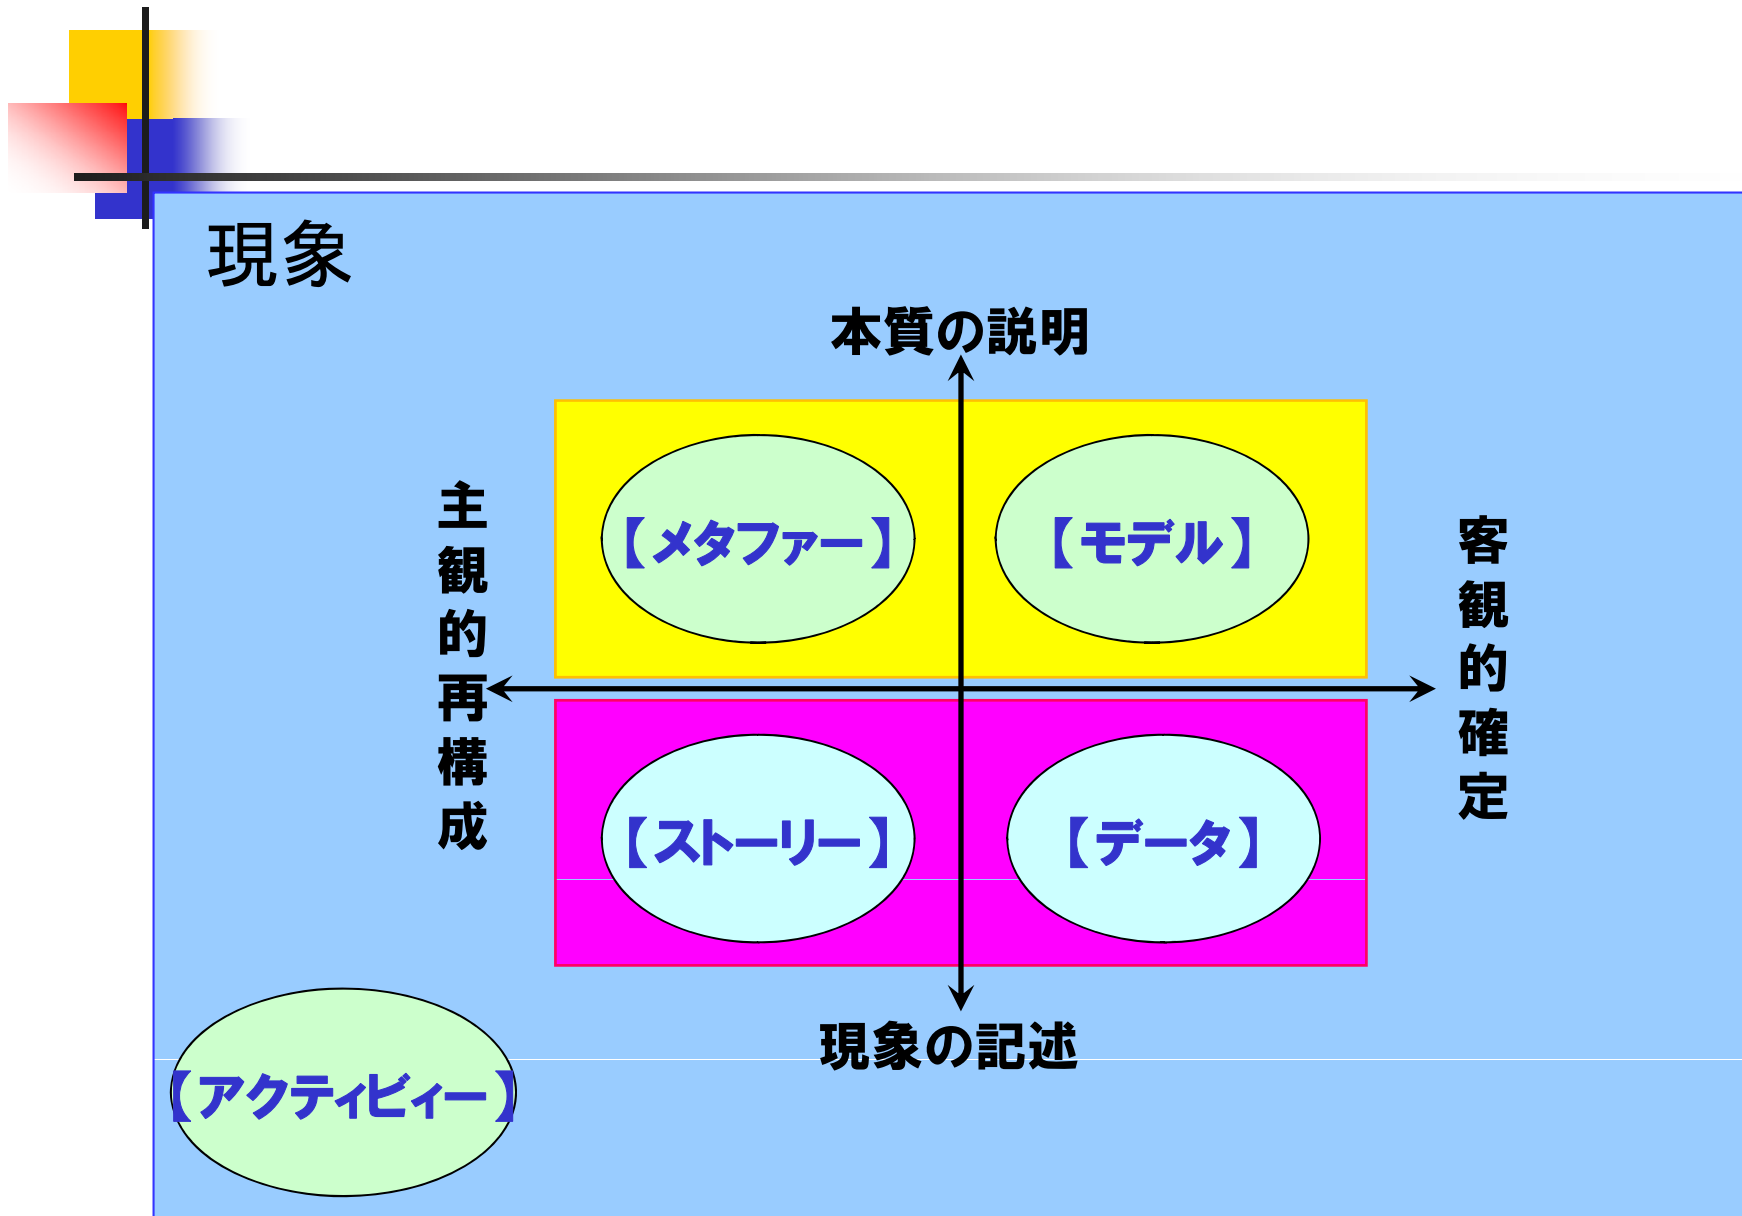 現象
本質の説明
主観的再構成
客観的確定
【メタファー】
【モデル】
【ストーリー】
【データ】
現象の記述
【アクティビィー】